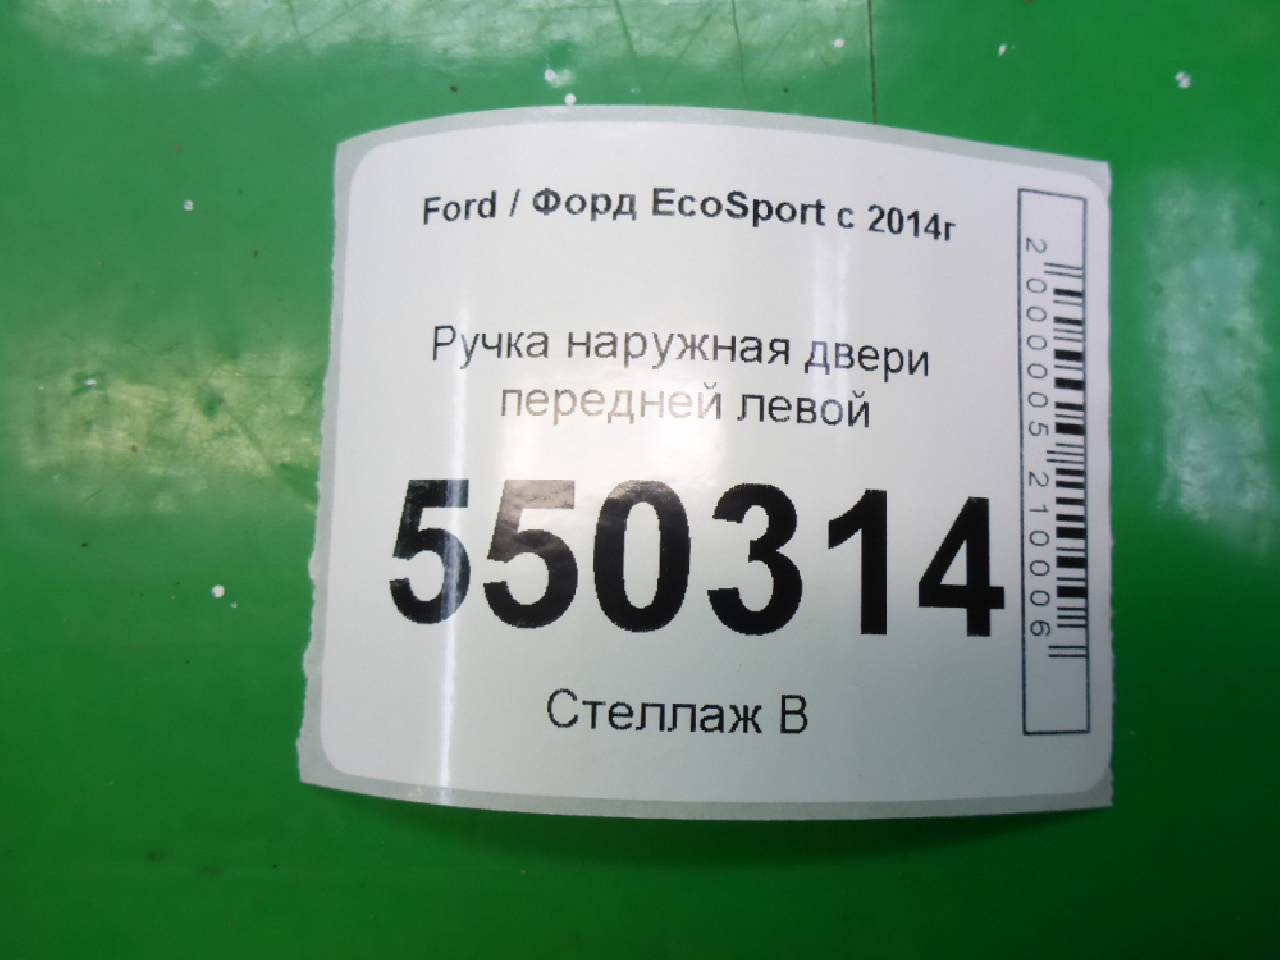 Ford / Форд EcoSport с 2014г
Ручка наружная двери
передней левой
550314
Стеллаж В
2000005210006